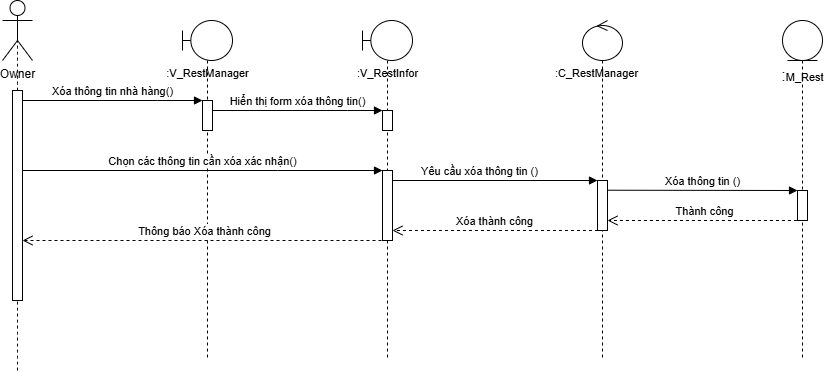 Owner
:V_RestManager
:V_RestInfor
:C_RestManager
:M_Rest
Xóa thông tin nhà hàng()
Hiển thị form xóa thông tin()
Chọn các thông tin cần xóa xác nhận()
Yêu cầu xóa thông tin ()
Xóa thông tin ()
Thành công
Xóa thành công
Thông báo Xóa thành công